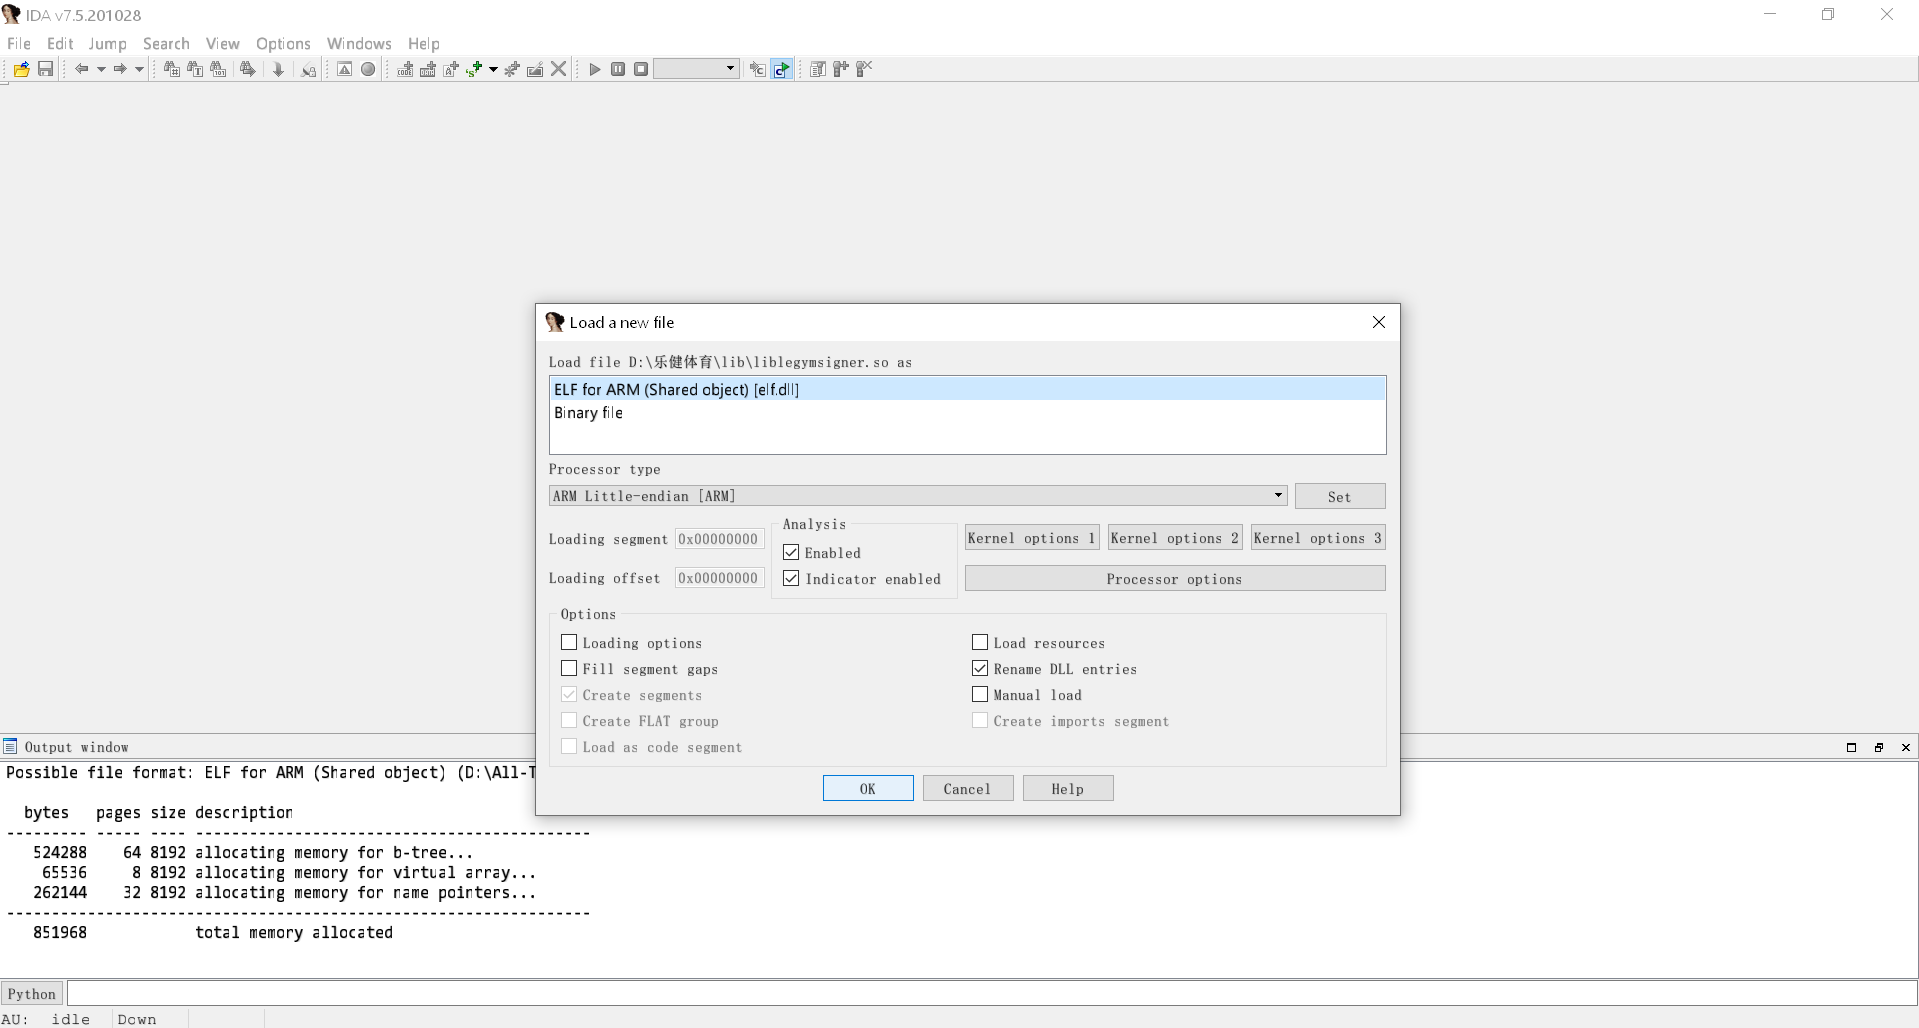 IDA v7.5.201028
File Edit Jump Search View Options Windows Help
Load a new file
Load file D:\乐健体育\lib\liblegymsigner.so as
ELF for ARM (Shared object) [elf.dll]
Binary file
Processor type
ARM Little-endian [ARM]
Set
Loading segment 0x00000000
Loading offset 0x00000000
Analysis
Enabled
Indicator enabled
Kernel options 1 Kernel options 2 Kernel options 3
Processor options
Options
Loading options
Fill segment gaps
Create segments
Create FLAT group
Load as code segment
Load resources
Rename DLL entries
Manual load
Create imports segment
OK Cancel Help
Output window
Possible file format: ELF for ARM (Shared object) (D:\All-T
bytes pages size description
--------- ----- ---- --------------------------------------------
524288 64 8192 allocating memory for b-tree...
65536 8 8192 allocating memory for virtual array...
262144 32 8192 allocating memory for name pointers...
-----------------------------------------------------------------
851968 total memory allocated
Python
AU: idle Down